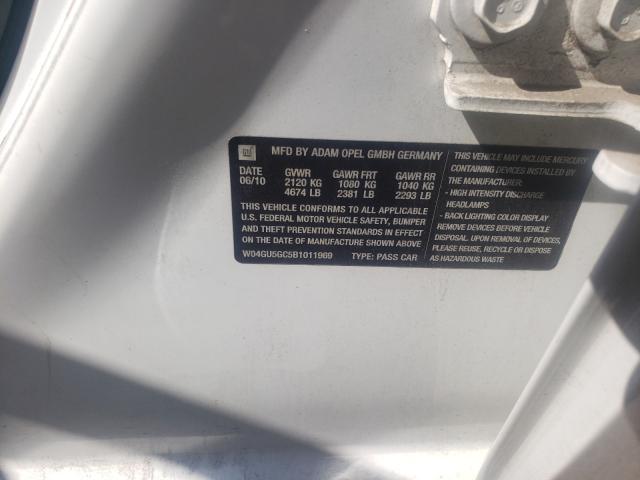 GM
MFD BY ADAM OPEL GMBH GERMANY
DATE GVWR GAWR FRT GAWR RR
06/10 2120 KG 1080 KG 1040 KG
4674 LB 2381 LB 2293 LB
THIS VEHICLE CONFORMS TO ALL APPLICABLE
U.S. FEDERAL MOTOR VEHICLE SAFETY, BUMPER
AND THEFT PREVENTION STANDARDS IN EFFECT
ON THE DATE OF MANUFACTURE SHOWN ABOVE
W04GU5GC5B1011969 TYPE: PASS CAR
THIS VEHICLE MAY INCLUDE MERCURY
CONTAINING DEVICES INSTALLED IN
THE FOLLOWING:
- HIGH INTENSITY DISCHARGE
HEADLAMPS
- BACK LIGHTING COLOR DISPLAY
REMOVE DEVICES BEFORE VEHICLE
DISPOSAL. UPON REMOVAL OF DEVICES,
PLEASE REUSE, RECYCLE OR DISPOSE
AS HAZARDOUS WASTE